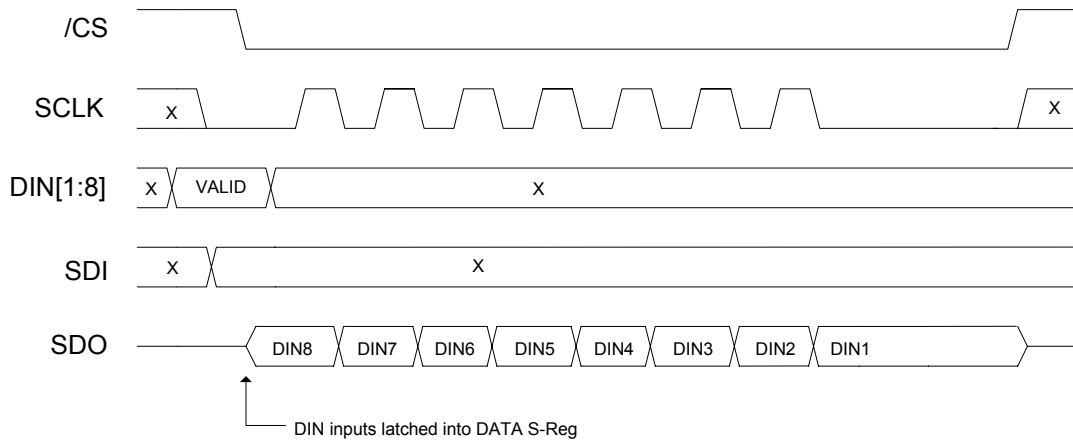 /CS
SCLK X X
DIN[1:8] X VALID X
SDI X X
SDO DIN8 DIN7 DIN6 DIN5 DIN4 DIN3 DIN2 DIN1
DIN inputs latched into DATA S-Reg